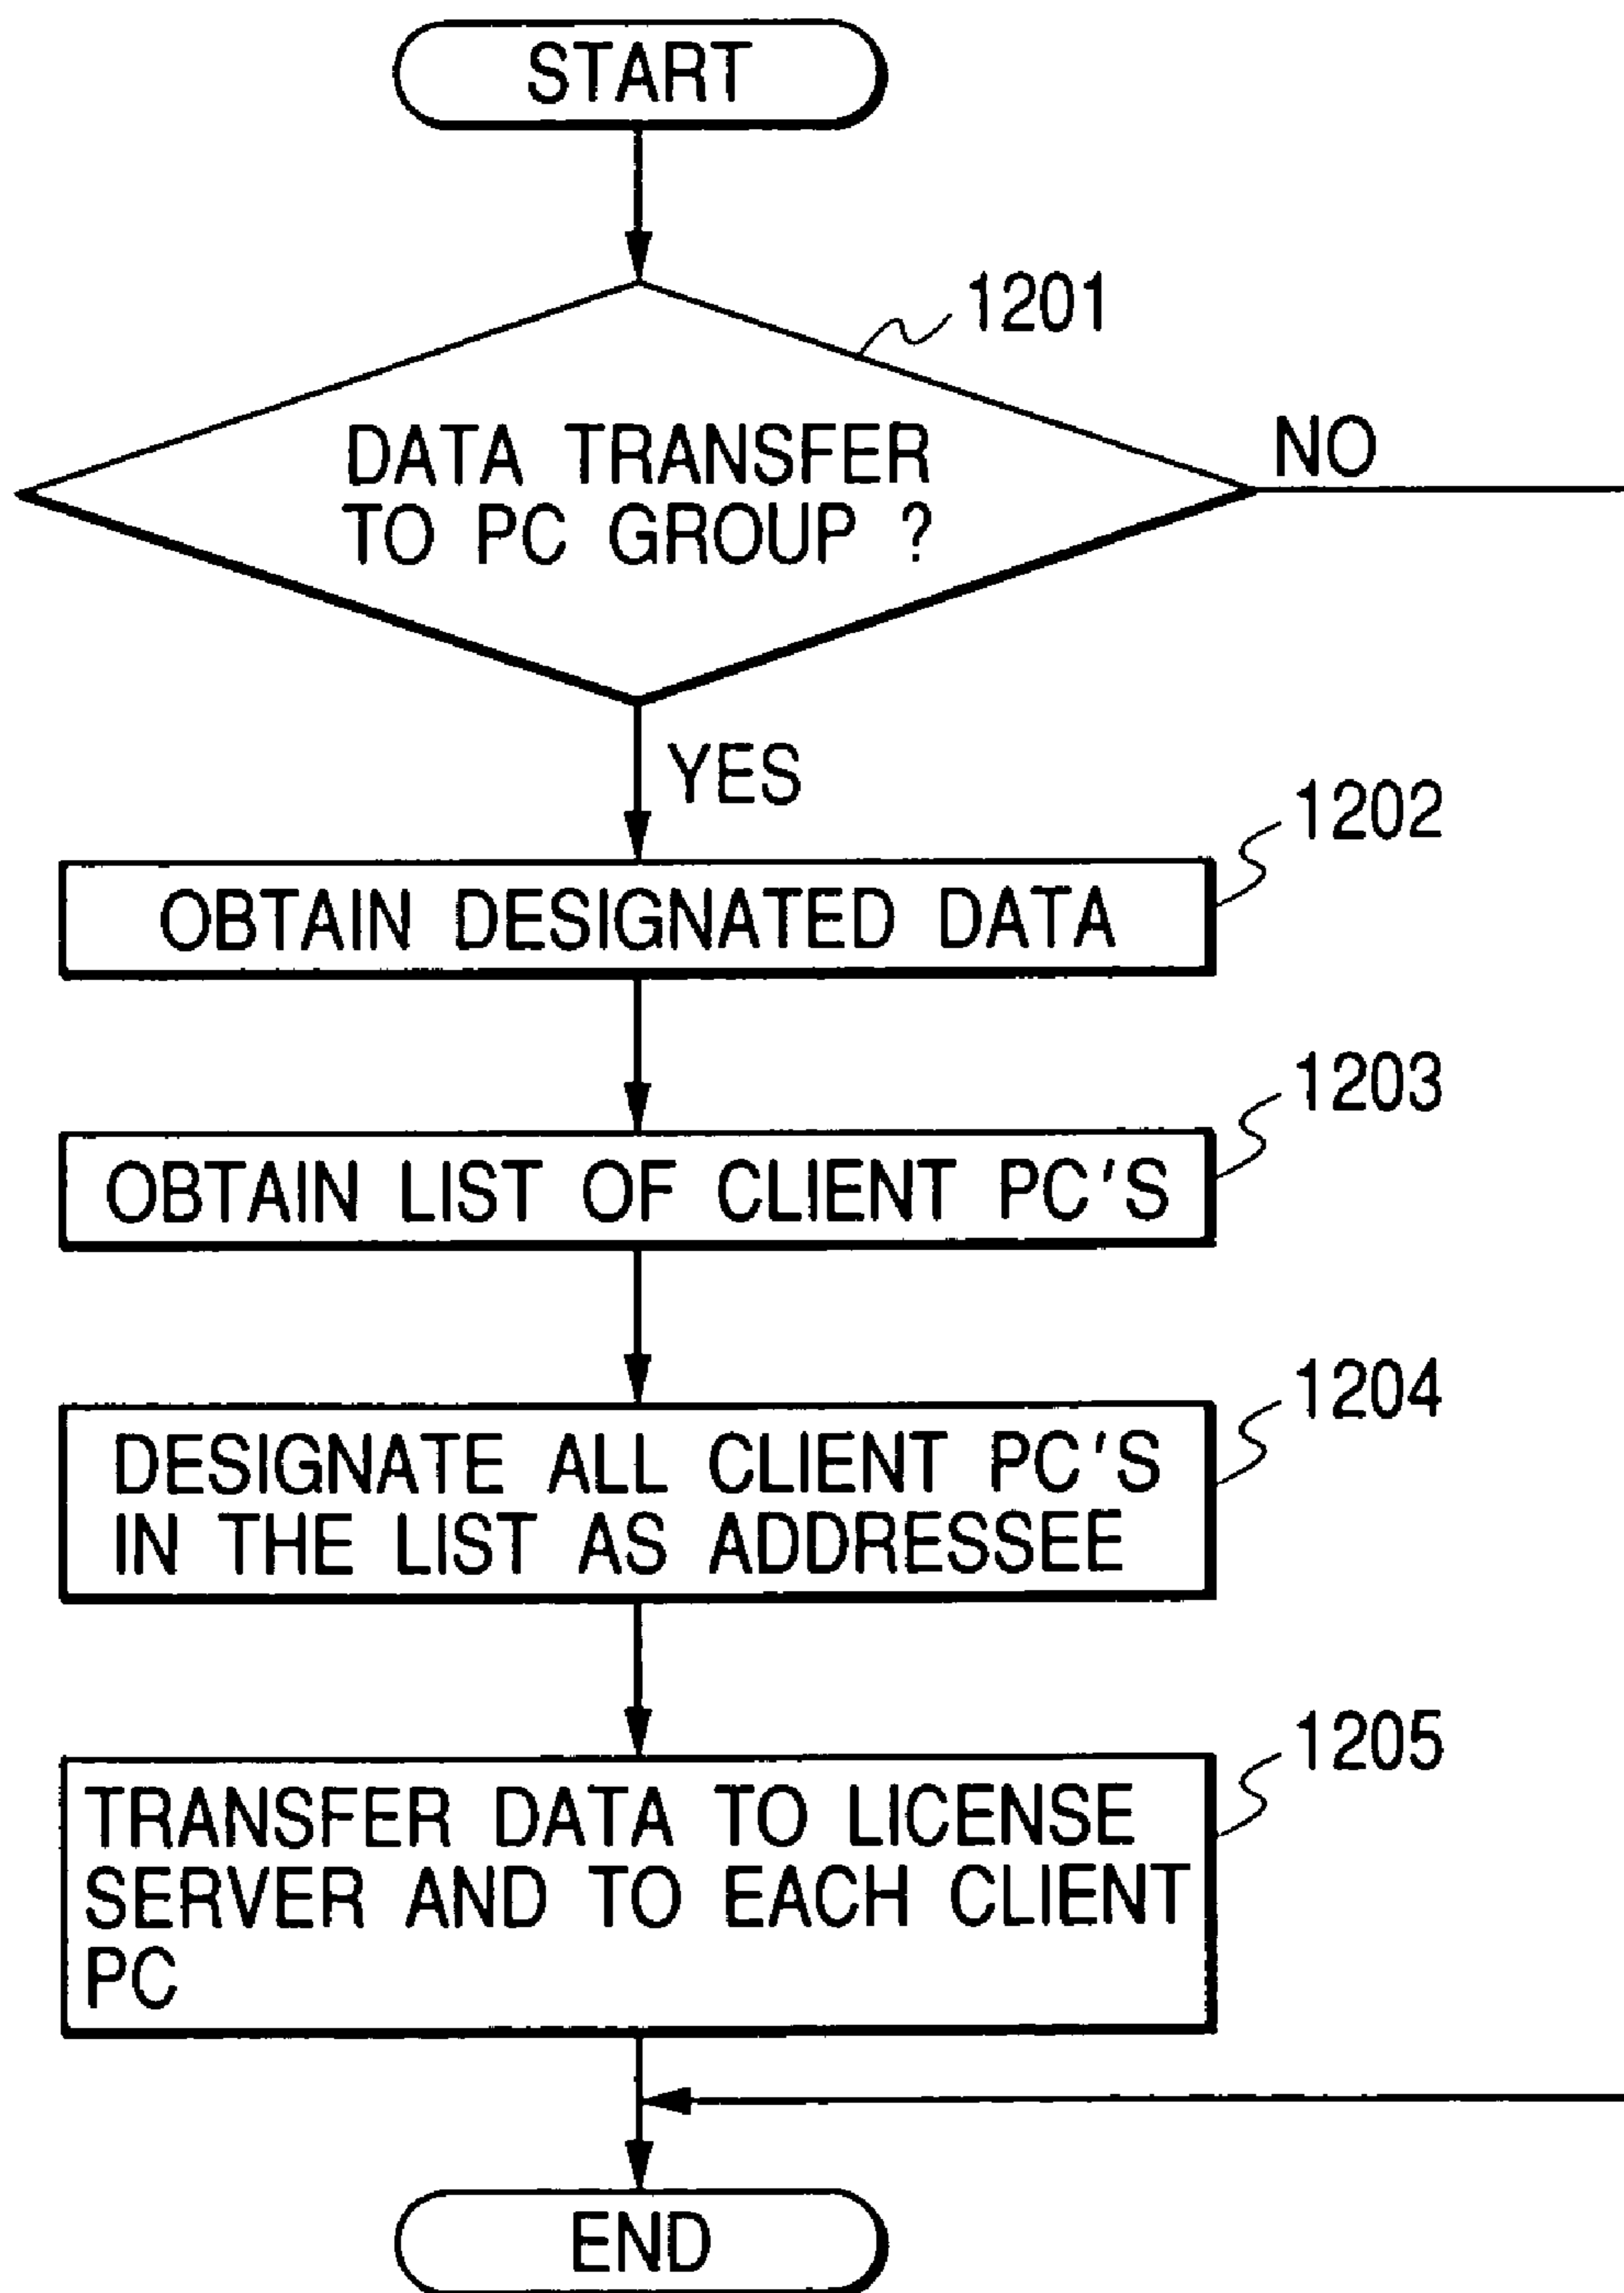 START
1201
DATA TRANSFER
TO PC GROUP ?
NO
YES
1202
OBTAIN DESIGNATED DATA
1203
OBTAIN LIST OF CLIENT PC'S
1204
DESIGNATE ALL CLIENT PC'S
IN THE LIST AS ADDRESSEE
1205
TRANSFER DATA TO LICENSE
SERVER AND TO EACH CLIENT
PC
END